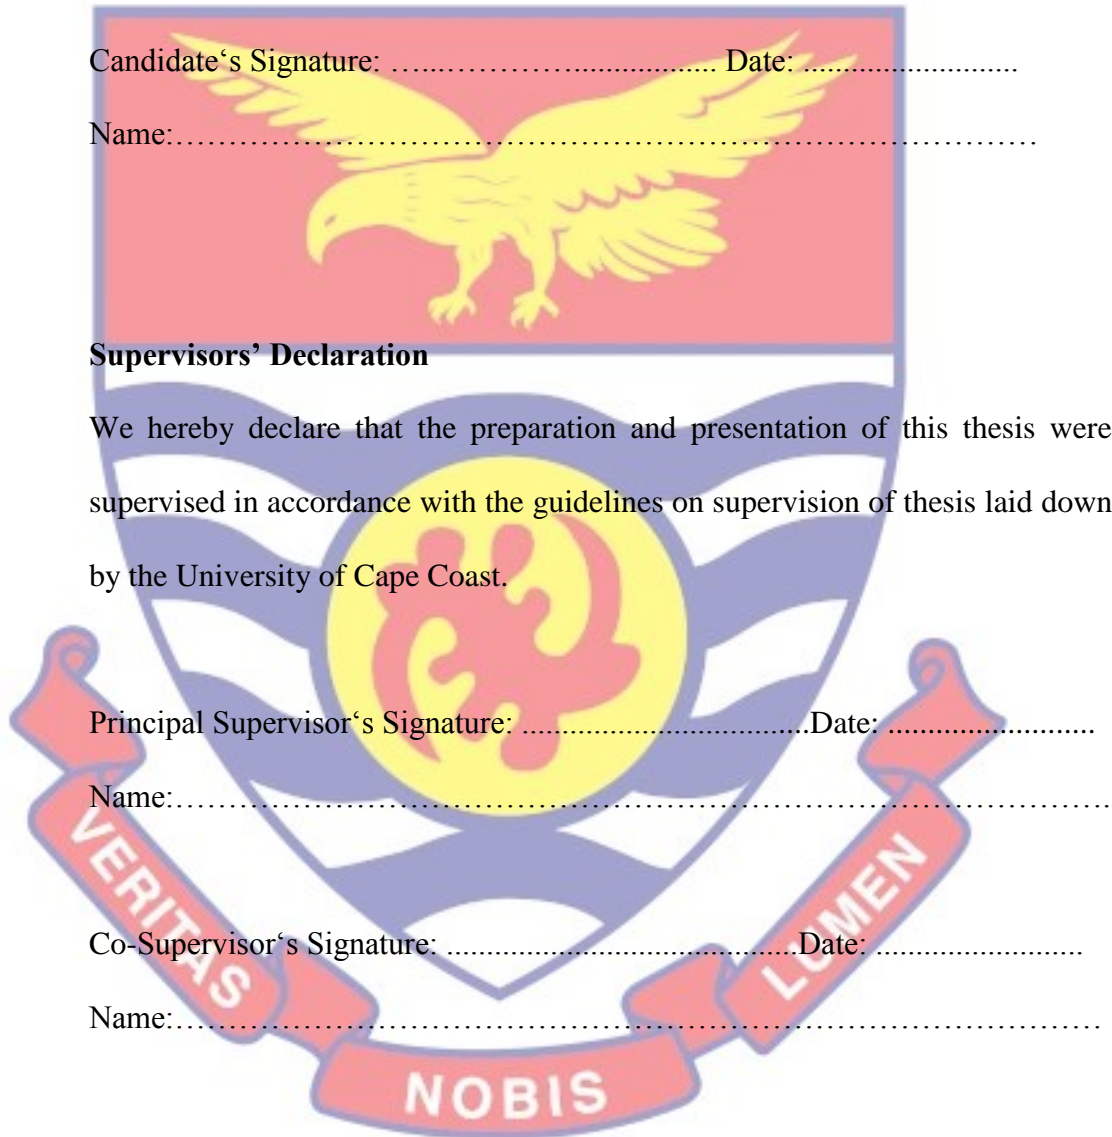 Candidate‘s Signature: …...………….................. Date: ...........................
Name:………………………………………………………………………………
Supervisors’ Declaration
We hereby declare that the preparation and presentation of this thesis were
supervised in accordance with the guidelines on supervision of thesis laid down
by the University of Cape Coast.
Principal Supervisor‘s Signature: ....................................Date: ..........................
Name:……………………………………………………………………………………
Co-Supervisor‘s Signature: ............................................Date: ..........................
Name:……………………………………………………………………………………
VERITAS
NOBIS
LUMEN